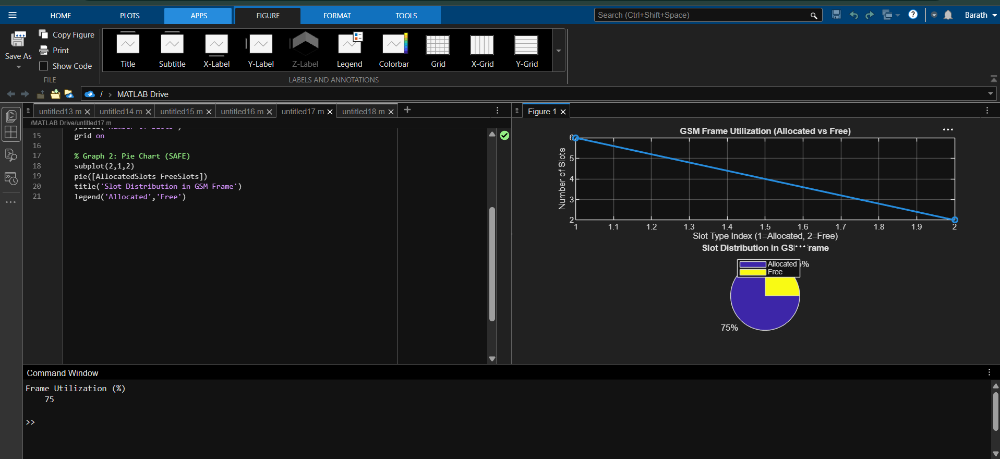 HOME PLOTS APPS FIGURE FORMAT TOOLS Search (Ctrl+Shift+Space) Barath
Save As
Copy Figure
Print
Show Code
FILE
Title Subtitle X-Label Y-Label Z-Label Legend Colorbar Grid X-Grid Y-Grid
LABELS AND ANNOTATIONS
/ › MATLAB Drive
untitled13.m untitled14.m untitled15.m untitled16.m untitled17.m untitled18.m
/MATLAB Drive/untitled17.m
15 grid on
16
17 % Graph 2: Pie Chart (SAFE)
18 subplot(2,1,2)
19 pie([AllocatedSlots FreeSlots])
20 title('Slot Distribution in GSM Frame')
21 legend('Allocated','Free')
Figure 1
GSM Frame Utilization (Allocated vs Free)
Number of Slots
6
5
4
3
2
1 1.1 1.2 1.3 1.4 1.5 1.6 1.7 1.8 1.9 2
Slot Type Index (1=Allocated, 2=Free)
Slot Distribution in GS rame
Allocated
Free
%
75%
Command Window
Frame Utilization (%)
75
>>